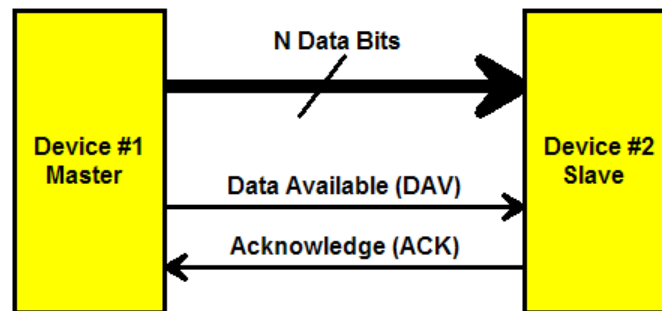 N Data Bits
Device #1
Master
Device #2
Slave
Data Available (DAV)
Acknowledge (ACK)